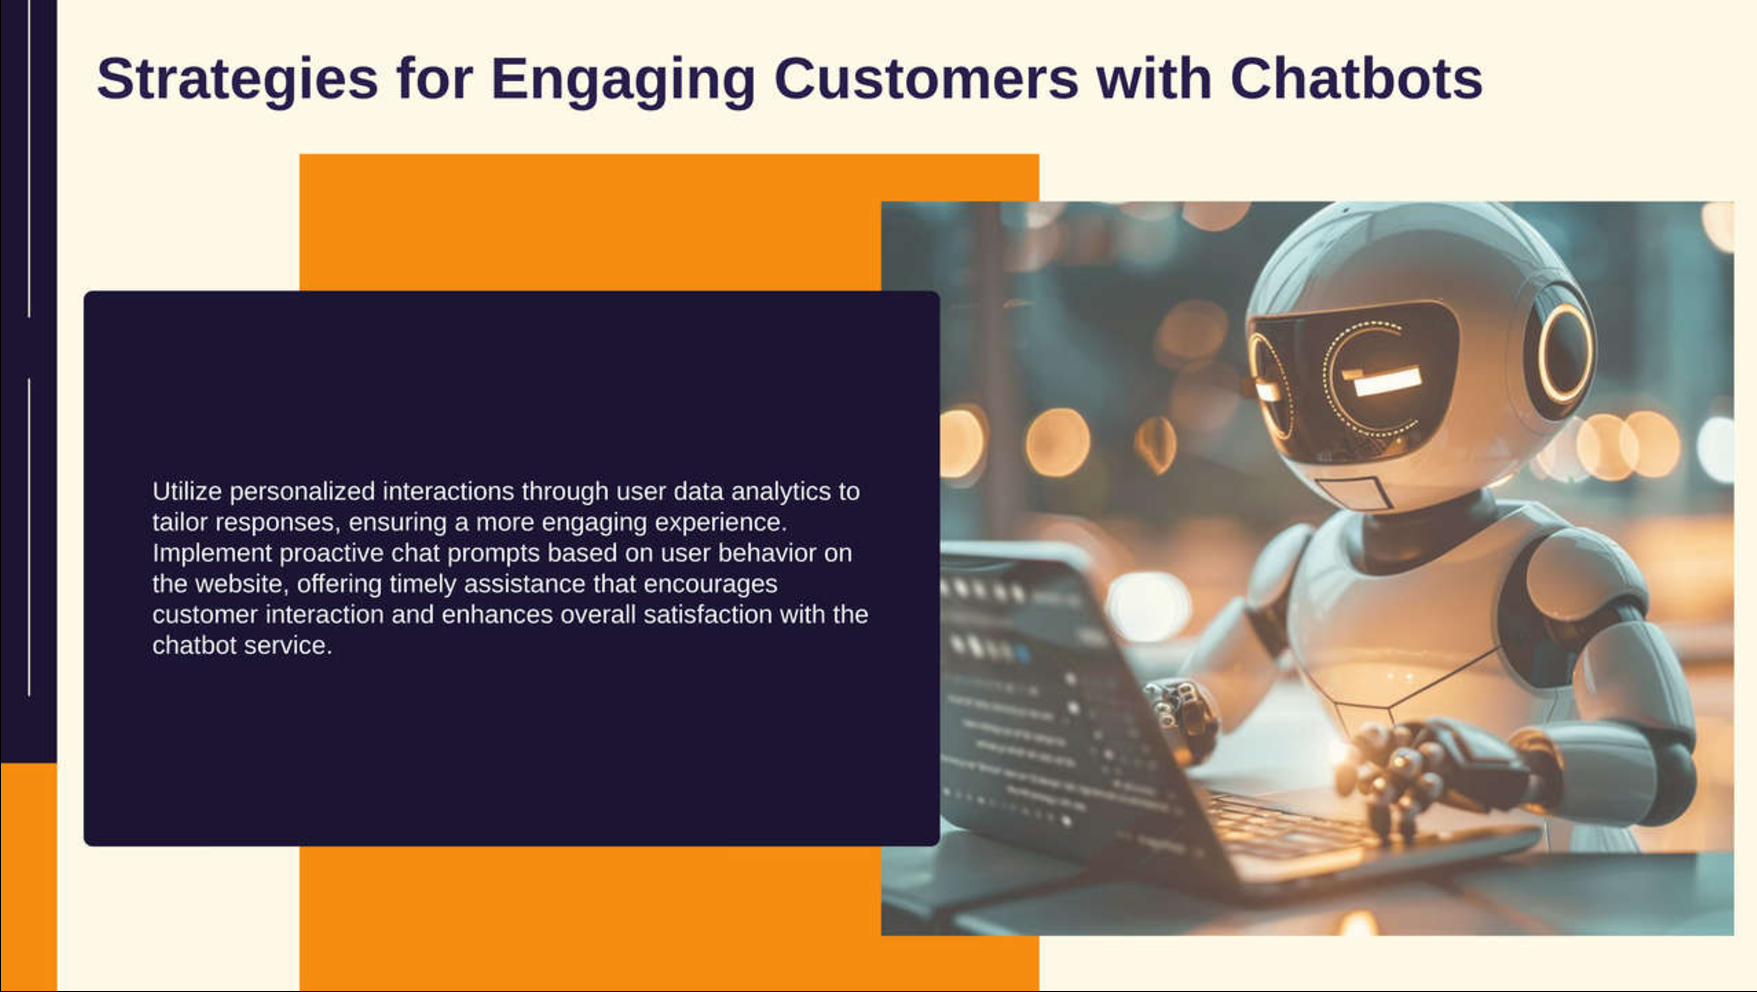 Strategies for Engaging Customers with Chatbots
Utilize personalized interactions through user data analytics to
tailor responses, ensuring a more engaging experience.
Implement proactive chat prompts based on user behavior on
the website, offering timely assistance that encourages
customer interaction and enhances overall satisfaction with the
chatbot service.